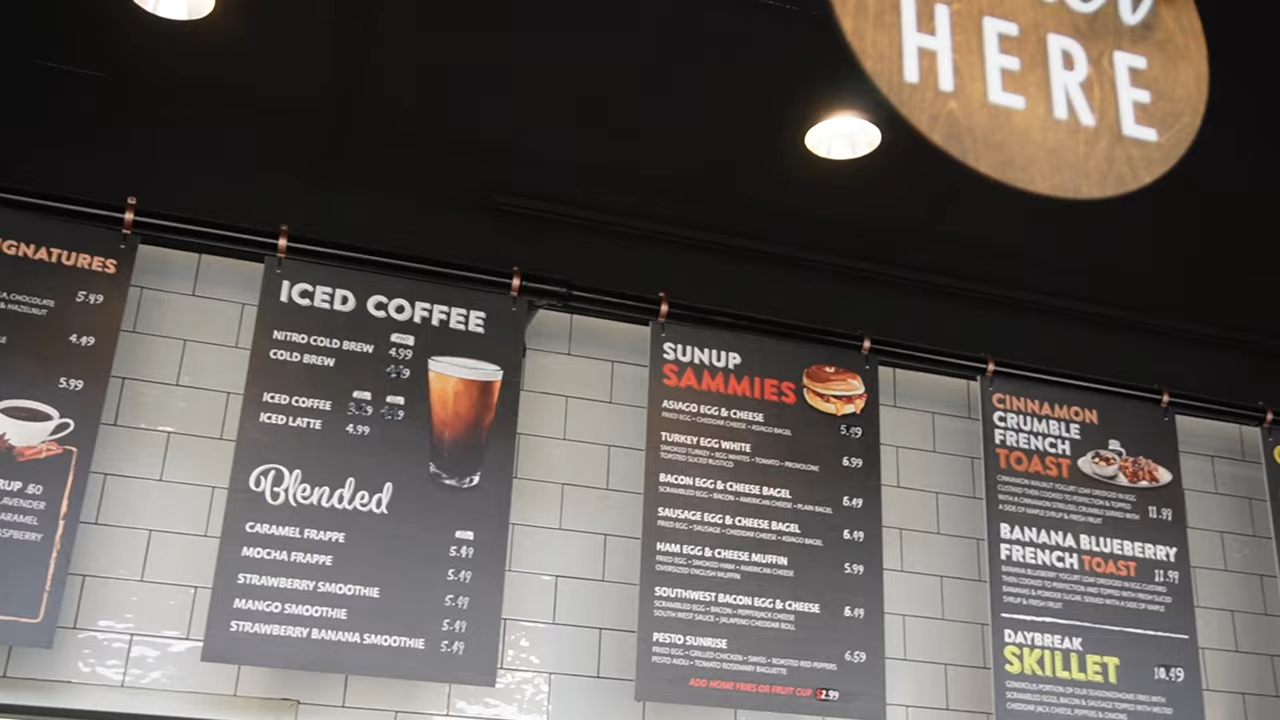 HERE
IGNATURES
5.49
& HAZELNUT
4.49
5.99
RUP .60
LAVENDER
ARAMEL
SPBERRY
ICED COFFEE
NITRO COLD BREW 4.99
COLD BREW
ICED COFFEE
ICED LATTE 4.99
Blended
CARAMEL FRAPPE 5.49
MOCHA FRAPPE 5.49
STRAWBERRY SMOOTHIE 5.49
MANGO SMOOTHIE 5.49
STRAWBERRY BANANA SMOOTHIE 5.49
SUNUP
SAMMIES
ASIAGO EGG & CHEESE 5.49
FRIED EGG • CHEDDAR CHEESE • ASIAGO BAGEL
TURKEY EGG WHITE 6.99
SMOKED TURKEY • EGG WHITES • TOMATO • PROVOLONE
TOASTED SLICED RUSTICO
BACON EGG & CHEESE BAGEL 6.49
SCRAMBLED EGG • BACON • AMERICAN CHEESE • PLAIN BAGEL
SAUSAGE EGG & CHEESE BAGEL 6.49
FRIED EGG • SAUSAGE • CHEDDAR CHEESE • ASIAGO BAGEL
HAM EGG & CHEESE MUFFIN 5.99
FRIED EGG • SMOKED HAM • AMERICAN CHEESE
OVERSIZED ENGLISH MUFFIN
SOUTHWEST BACON EGG & CHEESE 6.49
SCRAMBLED EGG • BACON • PEPPERJACK CHEESE
SOUTH WEST SAUCE • JALAPENO CHEDDAR ROLL
PESTO SUNRISE 6.59
FRIED EGG • GRILLED CHICKEN • SWISS • ROASTED RED PEPPERS
PESTO AIOLI • TOMATO ROSEMARY BAGUETTE
ADD HOME FRIES OR FRUIT CUP $2.99
CINNAMON
CRUMBLE
FRENCH
TOAST
CINNAMON WALNUT YOGURT LOAF DREDGED IN EGG
CUSTARD THEN COOKED TO PERFECTION & TOPPED
WITH A CINNAMON STREUSEL CRUMBLE SERVED WITH
A SIDE OF MAPLE SYRUP & FRESH FRUIT 11.99
BANANA BLUEBERRY
FRENCH TOAST 11.99
BANANA BLUEBERRY YOGURT LOAF DREDGED IN EGG CUSTARD
THEN COOKED TO PERFECTION AND TOPPED WITH FRESH SLICED
BANANAS & POWDER SUGAR. SERVED WITH A SIDE OF MAPLE
SYRUP & FRESH FRUIT
DAYBREAK
SKILLET 10.49
GENEROUS PORTION OF OUR SEASONED HOME FRIES WITH
SCRAMBLED EGGS, BACON & SAUSAGE TOPPED WITH MELTED
CHEDDAR JACK CHEESE, PEPPERS & ONIONS